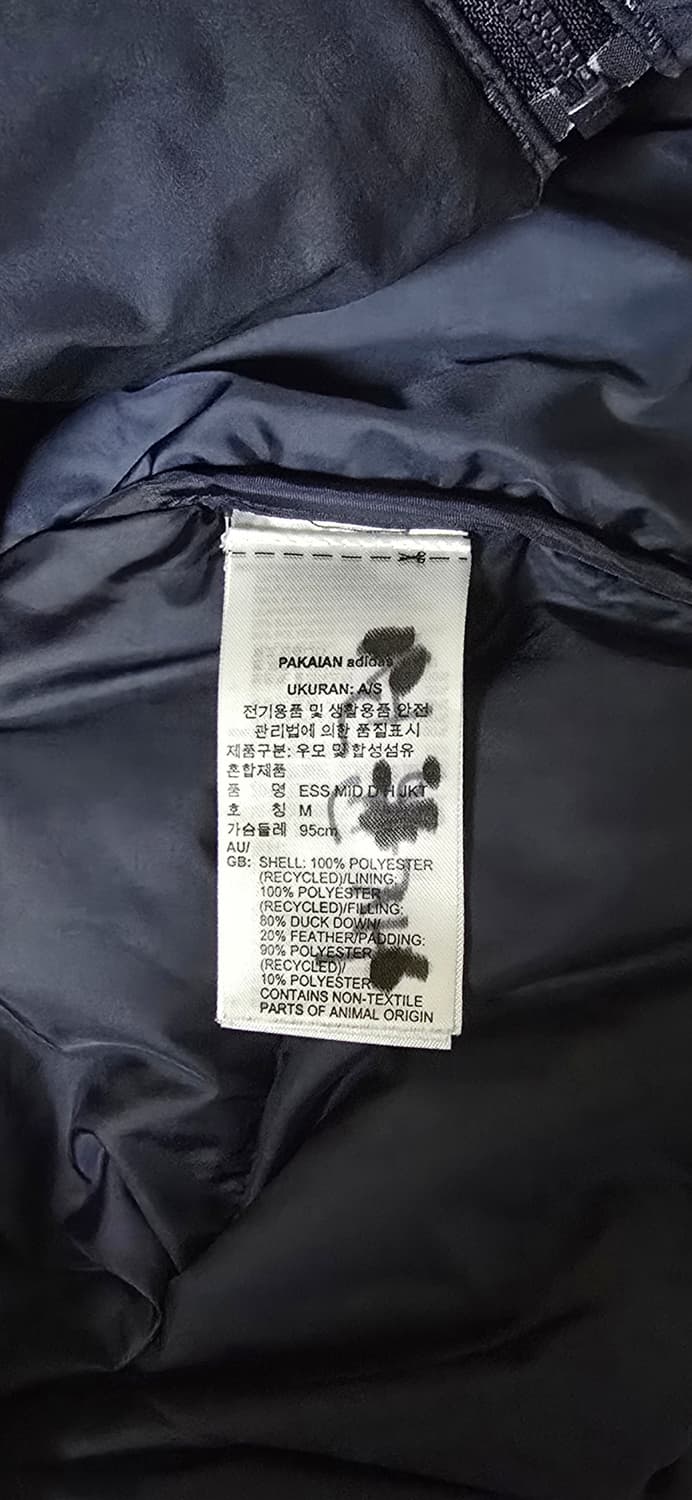 PAKAIAN adidas
UKURAN: A/S
전기용품 및 생활용품 안전
관리법에 의한 품질표시
제품구분: 우모 및 합성섬유
혼합제품
품 명 ESS MID D H JKT
호 칭 M
가슴둘레 95cm
AU/
GB: SHELL: 100% POLYESTER
(RECYCLED)/LINING:
100% POLYESTER
(RECYCLED)/FILLING:
80% DUCK DOWN/
20% FEATHER/PADDING:
90% POLYESTER
(RECYCLED)/
10% POLYESTER
CONTAINS NON-TEXTILE
PARTS OF ANIMAL ORIGIN